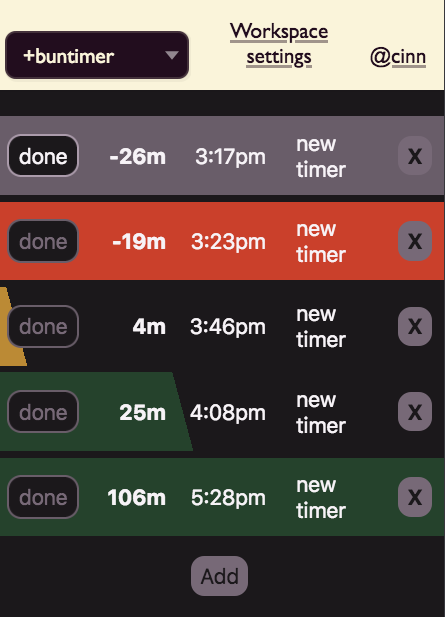 +buntimer
Workspace
settings
@cinn
done -26m 3:17pm new
timer X
done -19m 3:23pm new
timer X
done 4m 3:46pm new
timer X
done 25m 4:08pm new
timer X
done 106m 5:28pm new
timer X
Add